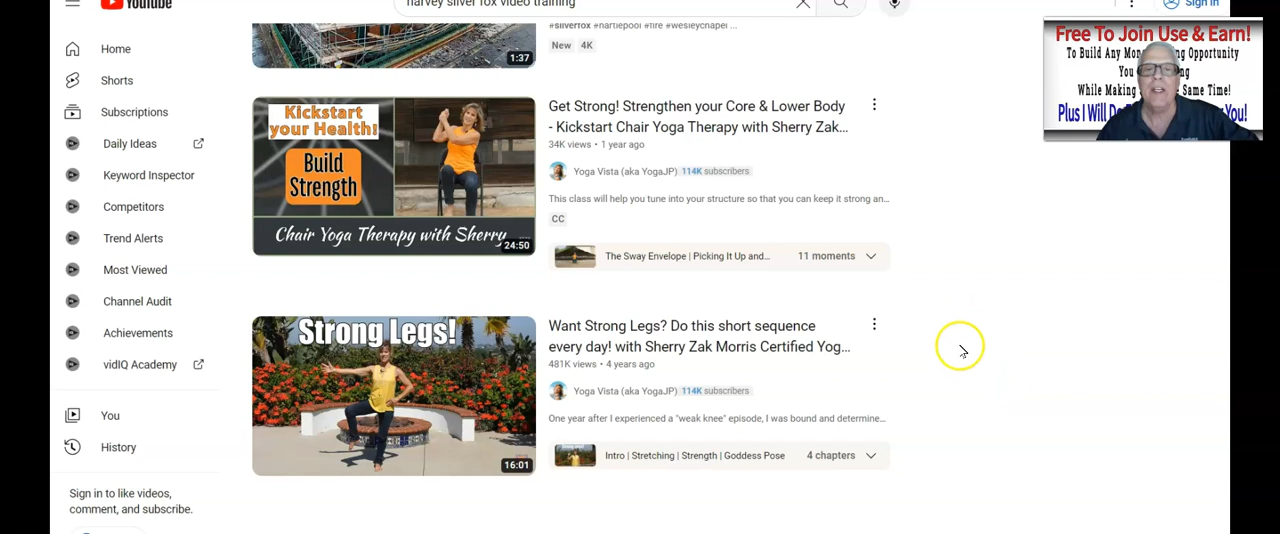 YouTube
harvey silver fox video training
Sign in
Home
Shorts
Subscriptions
Daily Ideas
Keyword Inspector
Competitors
Trend Alerts
Most Viewed
Channel Audit
Achievements
vidIQ Academy
You
History
Sign in to like videos,
comment, and subscribe.
1:37
#silverfox #hartlepool #fire #wesleychapel ...
New 4K
Kickstart
your Health!
Build
Strength
Chair Yoga Therapy with Sherry
24:50
Get Strong! Strengthen your Core & Lower Body
- Kickstart Chair Yoga Therapy with Sherry Zak...
34K views • 1 year ago
Yoga Vista (aka YogaJP) 114K subscribers
This class will help you tune into your structure so that you can keep it strong an...
CC
The Sway Envelope | Picking It Up and... 11 moments
Strong Legs!
16:01
Want Strong Legs? Do this short sequence
every day! with Sherry Zak Morris Certified Yog...
481K views • 4 years ago
Yoga Vista (aka YogaJP) 114K subscribers
One year after I experienced a "weak knee" episode, I was bound and determine...
Intro | Stretching | Strength | Goddess Pose 4 chapters
Free To Join Use & Earn!
To Build Any Opportunity
You
While Making Same Time!
Plus I Will You!